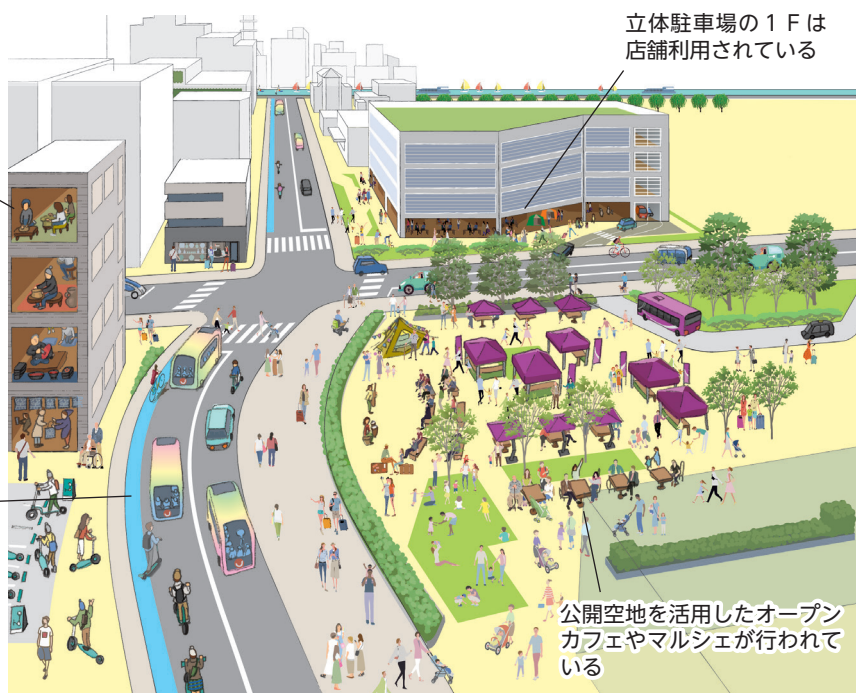 立体駐車場の１Ｆは
店舗利用されている
公開空地を活用したオープン
カフェやマルシェが行われて
いる